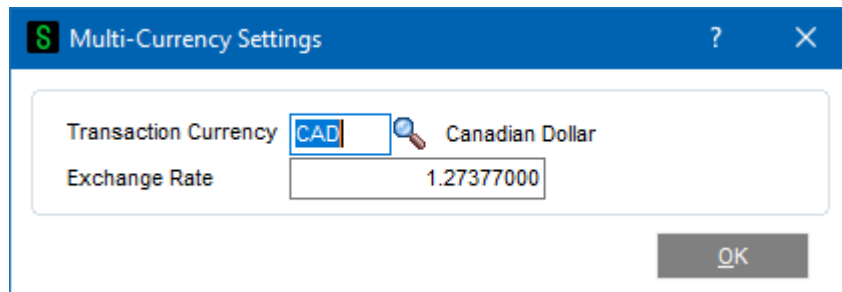 S Multi-Currency Settings ? ×
Transaction Currency CAD Canadian Dollar
Exchange Rate 1.27377000
OK